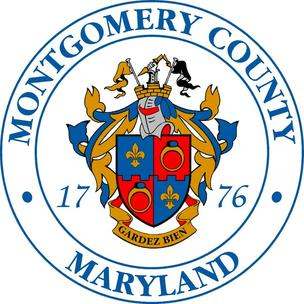 MONTGOMERY COUNTY
17 76
GARDEZ BIEN
MARYLAND